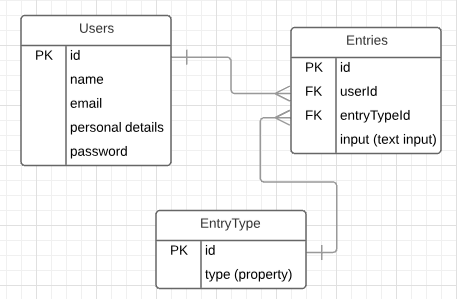 Users
PK id
name
email
personal details
password
Entries
PK id
FK userId
FK entryTypeId
input (text input)
EntryType
PK id
type (property)